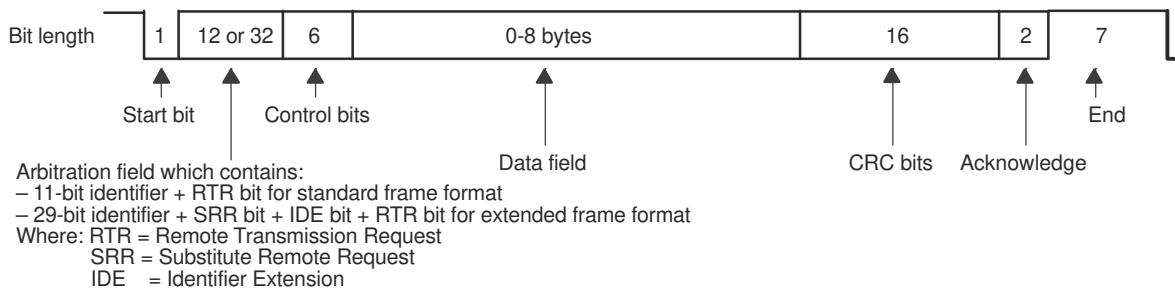 Bit length 1 12 or 32 6 0-8 bytes 16 2 7
Start bit Control bits End
Data field CRC bits Acknowledge
Arbitration field which contains:
– 11-bit identifier + RTR bit for standard frame format
– 29-bit identifier + SRR bit + IDE bit + RTR bit for extended frame format
Where: RTR = Remote Transmission Request
SRR = Substitute Remote Request
IDE = Identifier Extension